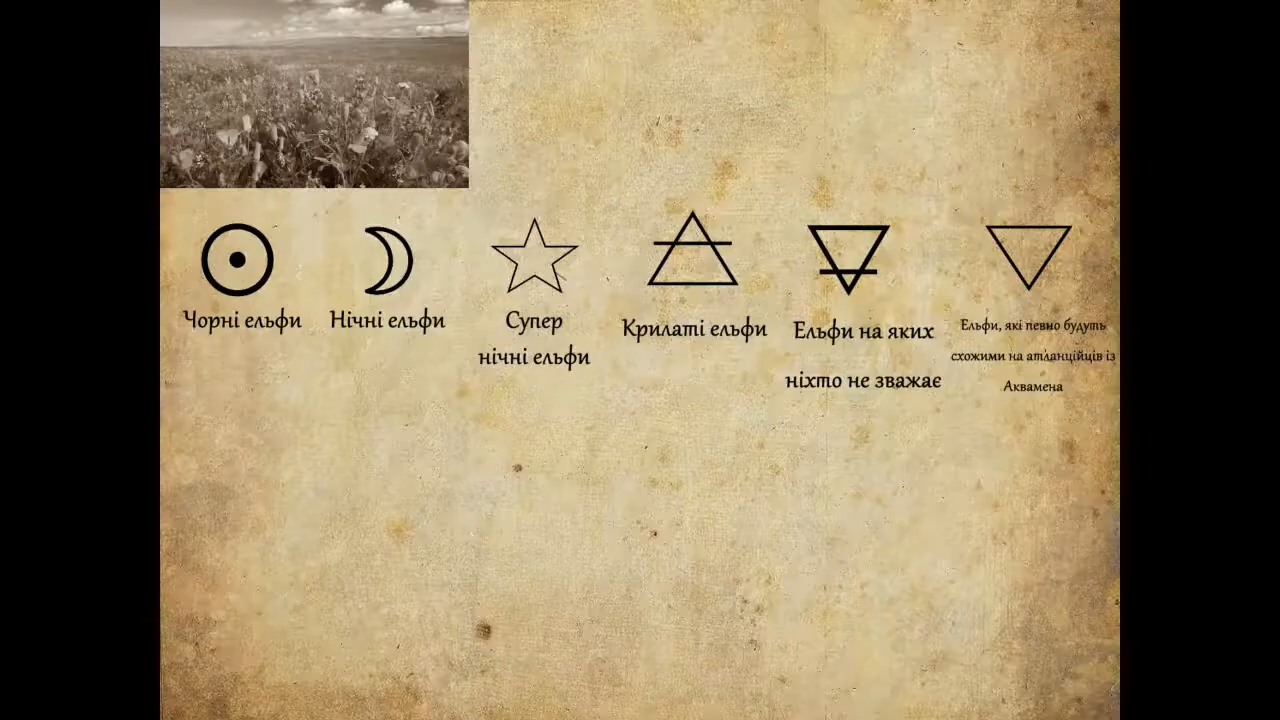 Чорні ельфи
Нічні ельфи
Супер
нічні ельфи
Крилаті ельфи
Ельфи на яких
ніхто не зважає
Ельфи, які певно будуть
схожими на атланційців із
Аквамена